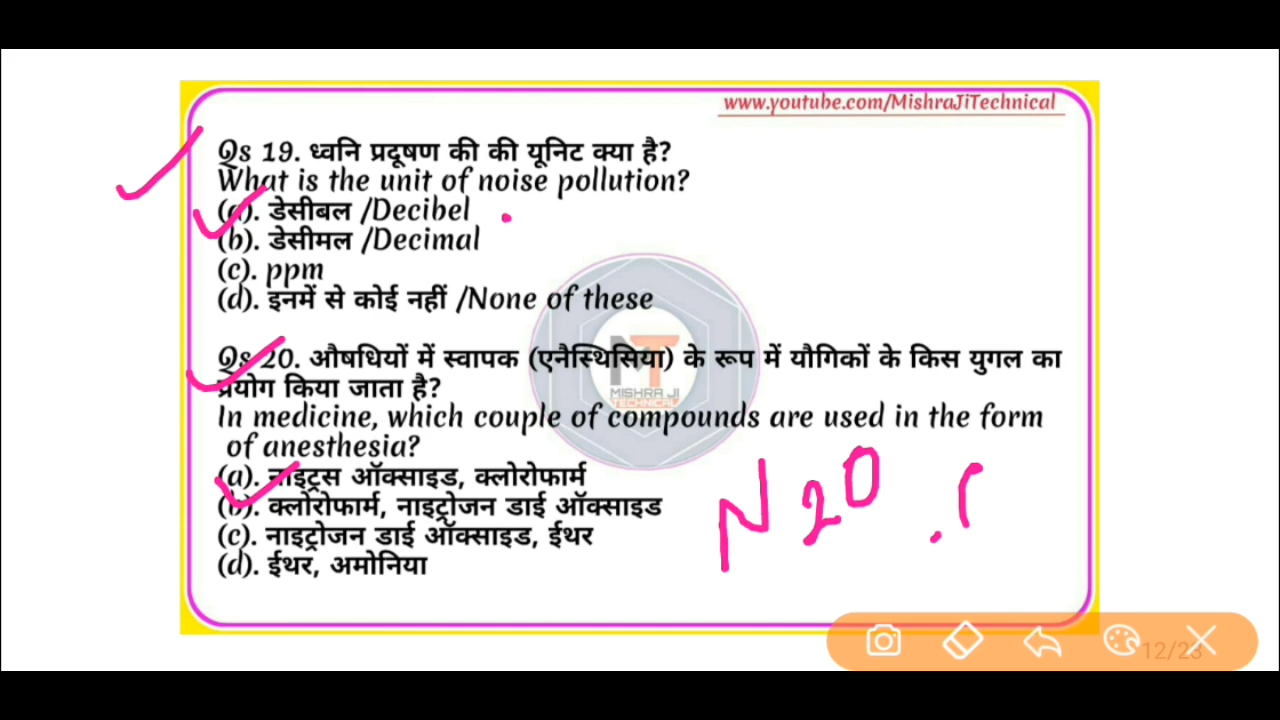 www.youtube.com/MishraJiTechnical
Qs 19. ध्वनि प्रदूषण की की यूनिट क्या है?
What is the unit of noise pollution?
(a). डेसीबल /Decibel
(b). डेसीमल /Decimal
(c). ppm
(d). इनमें से कोई नहीं /None of these
Qs 20. औषधियों में स्वापक (एनैस्थिसिया) के रूप में यौगिकों के किस युगल का
प्रयोग किया जाता है?
In medicine, which couple of compounds are used in the form
of anesthesia?
(a). नाइट्रस ऑक्साइड, क्लोरोफार्म
(b). क्लोरोफार्म, नाइट्रोजन डाई ऑक्साइड
(c). नाइट्रोजन डाई ऑक्साइड, ईथर
(d). ईथर, अमोनिया
MT
MISHRA JI
TECHNICAL
N2O
12/23